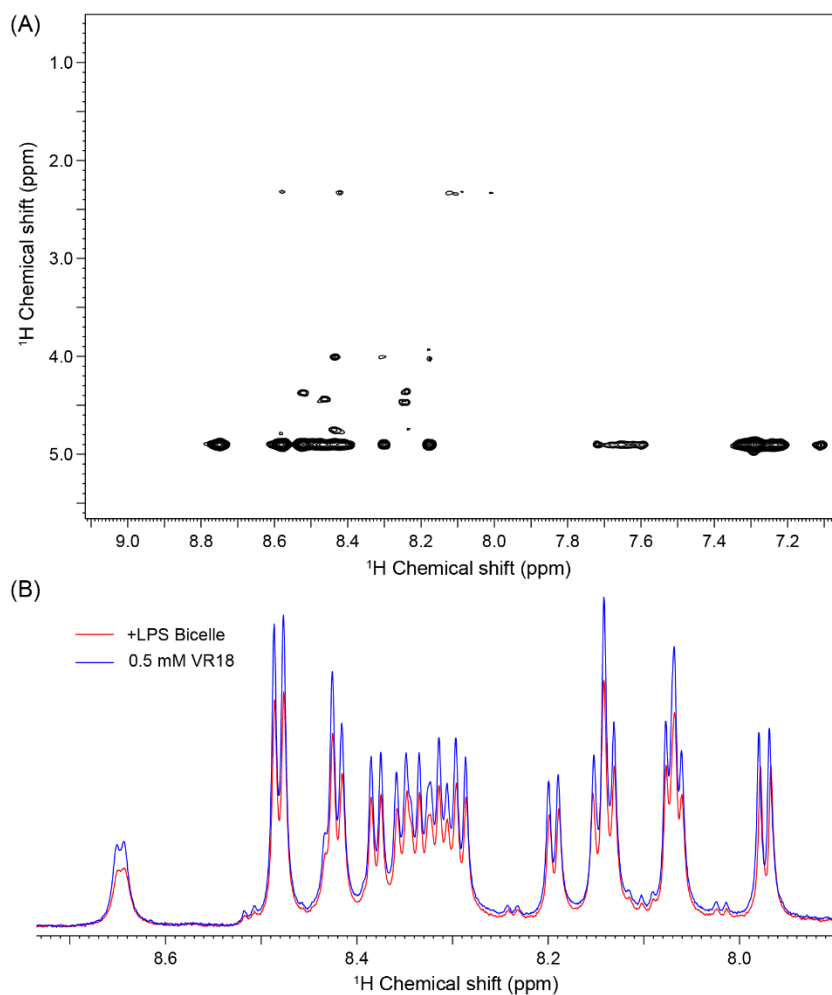 (A)
1.0
2.0
3.0
4.0
5.0
¹H Chemical shift (ppm)
9.0 8.8 8.6 8.4 8.2 8.0 7.8 7.6 7.4 7.2
¹H Chemical shift (ppm)
(B)
+LPS Bicelle
0.5 mM VR18
8.6 8.4 8.2 8.0
¹H Chemical shift (ppm)